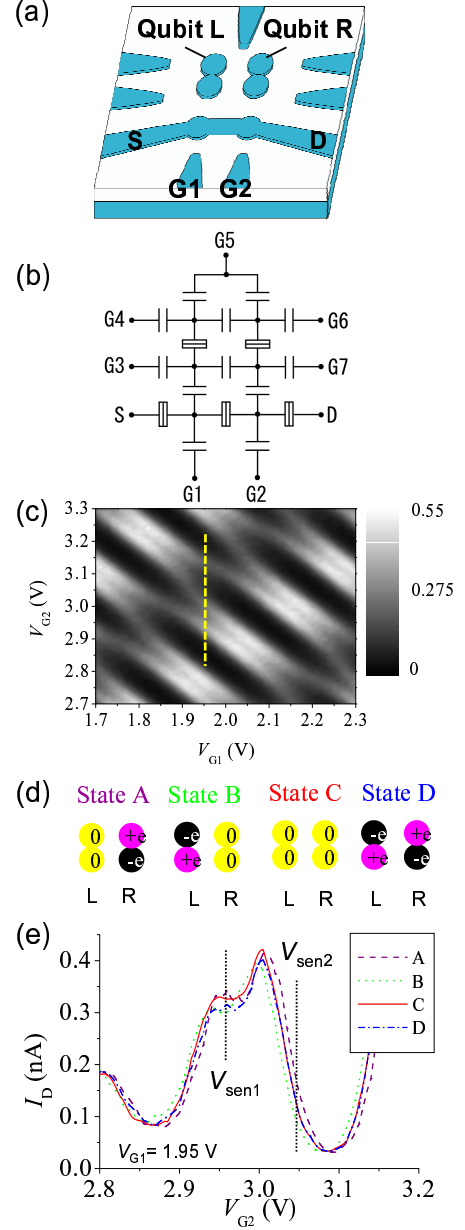 (a)
Qubit L Qubit R
S D
G1 G2
(b)
G5
G4 G6
G3 G7
S D
G1 G2
(c)
3.3
3.2
3.1
3.0
2.9
2.8
2.7
V_G2 (V)
1.7 1.8 1.9 2.0 2.1 2.2 2.3
V_G1 (V)
0.55
0.275
0
(d)
State A State B State C State D
0 +e -e 0 0 0 -e +e
0 -e +e 0 0 0 +e -e
L R L R L R L R
(e)
0.4
0.3
0.2
0.1
0.0
I_D (nA)
V_sen1
V_sen2
A
B
C
D
V_G1= 1.95 V
2.8 2.9 3.0 3.1 3.2
V_G2 (V)